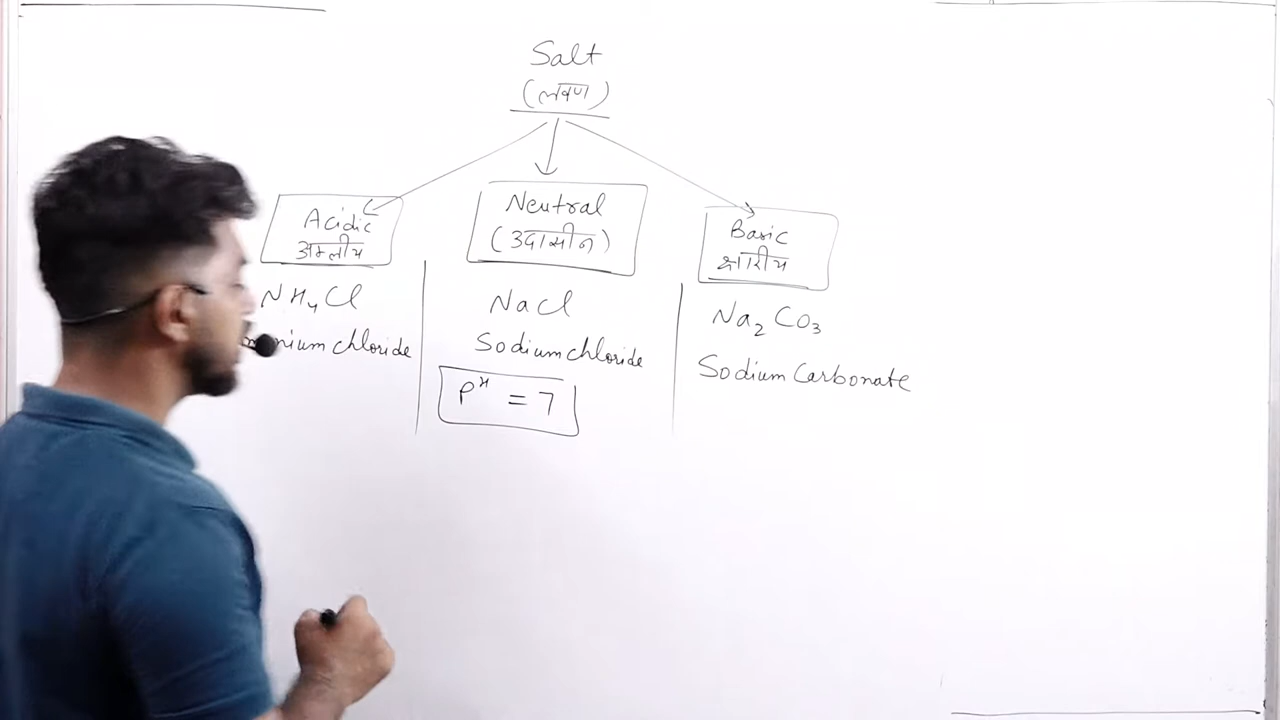 Salt
(लवण)
Acidic
अम्लीय
Neutral
(उदासीन)
Basic
क्षारीय
NH₄Cl
NaCl
Na₂CO₃
chloride
Sodium chloride
Sodium Carbonate
Pᴴ = 7